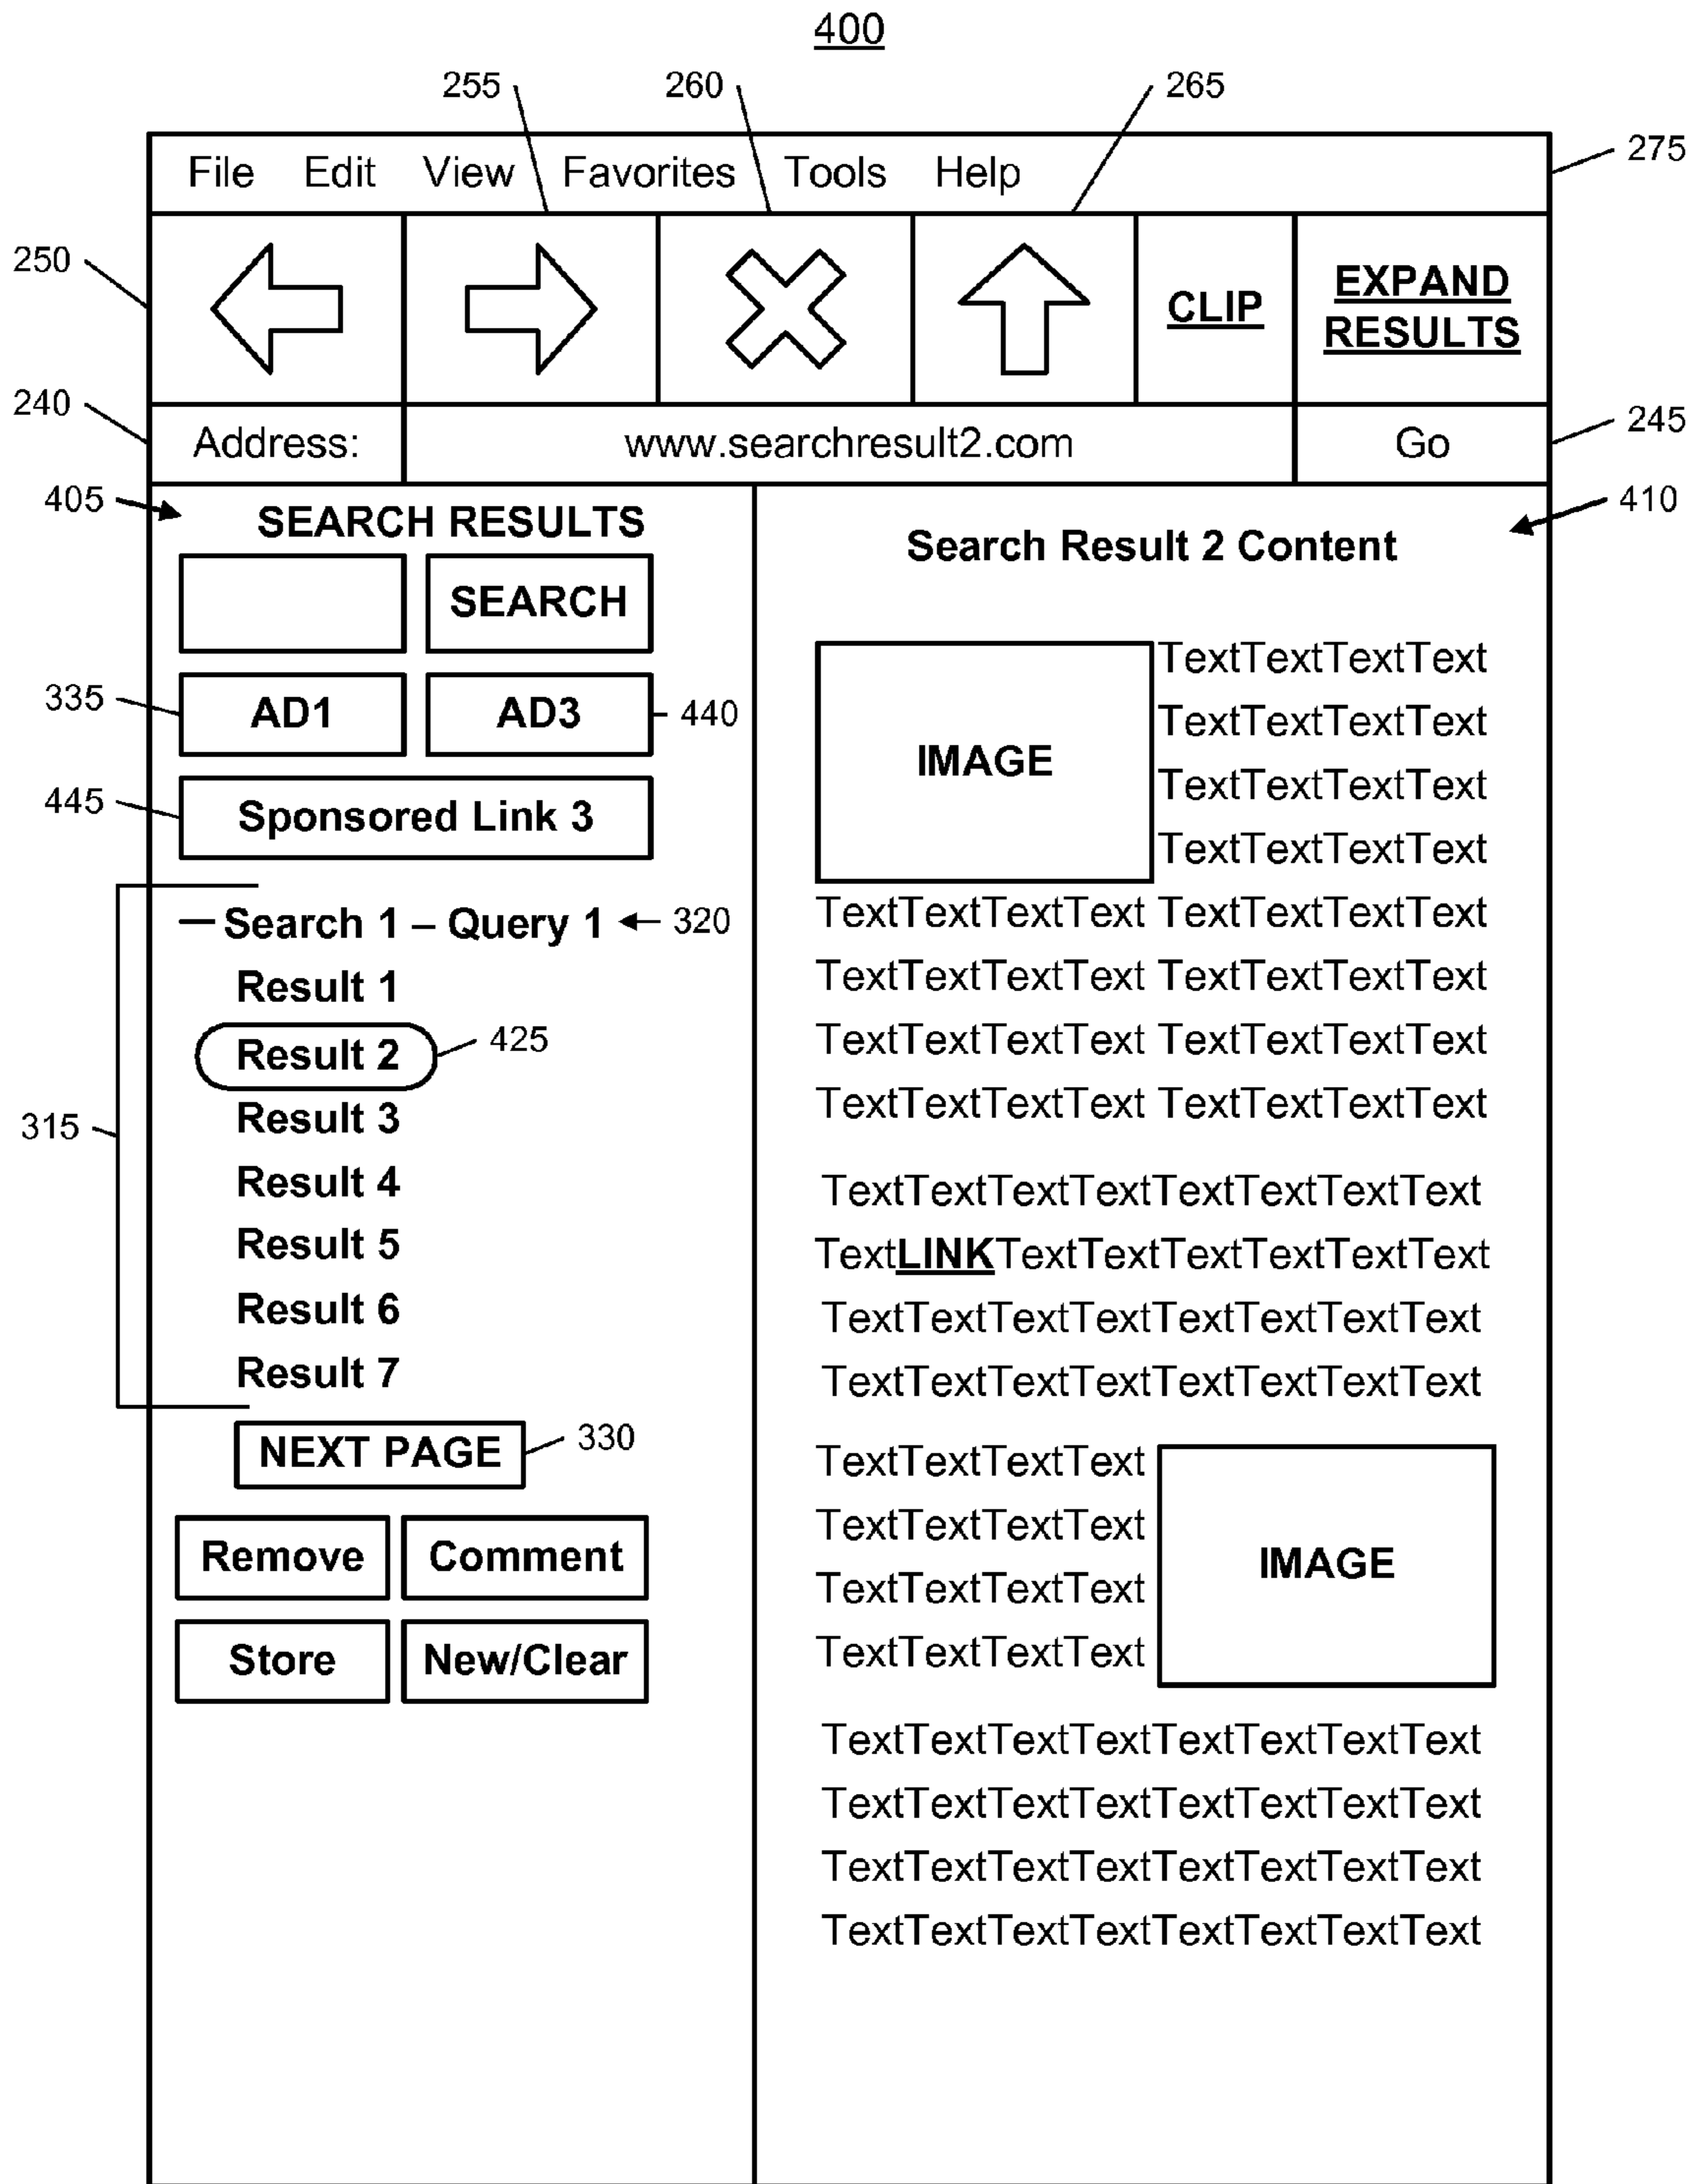 400
255 260 265
File Edit View Favorites Tools Help 275
250
CLIP
EXPAND
RESULTS
240 Address: www.searchresult2.com Go 245
405 SEARCH RESULTS
SEARCH
335 AD1 AD3 440
445 Sponsored Link 3
315
— Search 1 – Query 1 320
Result 1
Result 2 425
Result 3
Result 4
Result 5
Result 6
Result 7
NEXT PAGE 330
Remove Comment
Store New/Clear
410
Search Result 2 Content
IMAGE
TextTextTextText
TextTextTextText
TextTextTextText
TextTextTextText
TextTextTextText TextTextTextText
TextTextTextText TextTextTextText
TextTextTextText TextTextTextText
TextTextTextText TextTextTextText
TextTextTextTextTextTextTextText
TextLINKTextTextTextTextTextText
TextTextTextTextTextTextTextText
TextTextTextTextTextTextTextText
TextTextTextText
TextTextTextText
TextTextTextText
TextTextTextText
IMAGE
TextTextTextTextTextTextTextText
TextTextTextTextTextTextTextText
TextTextTextTextTextTextTextText
TextTextTextTextTextTextTextText